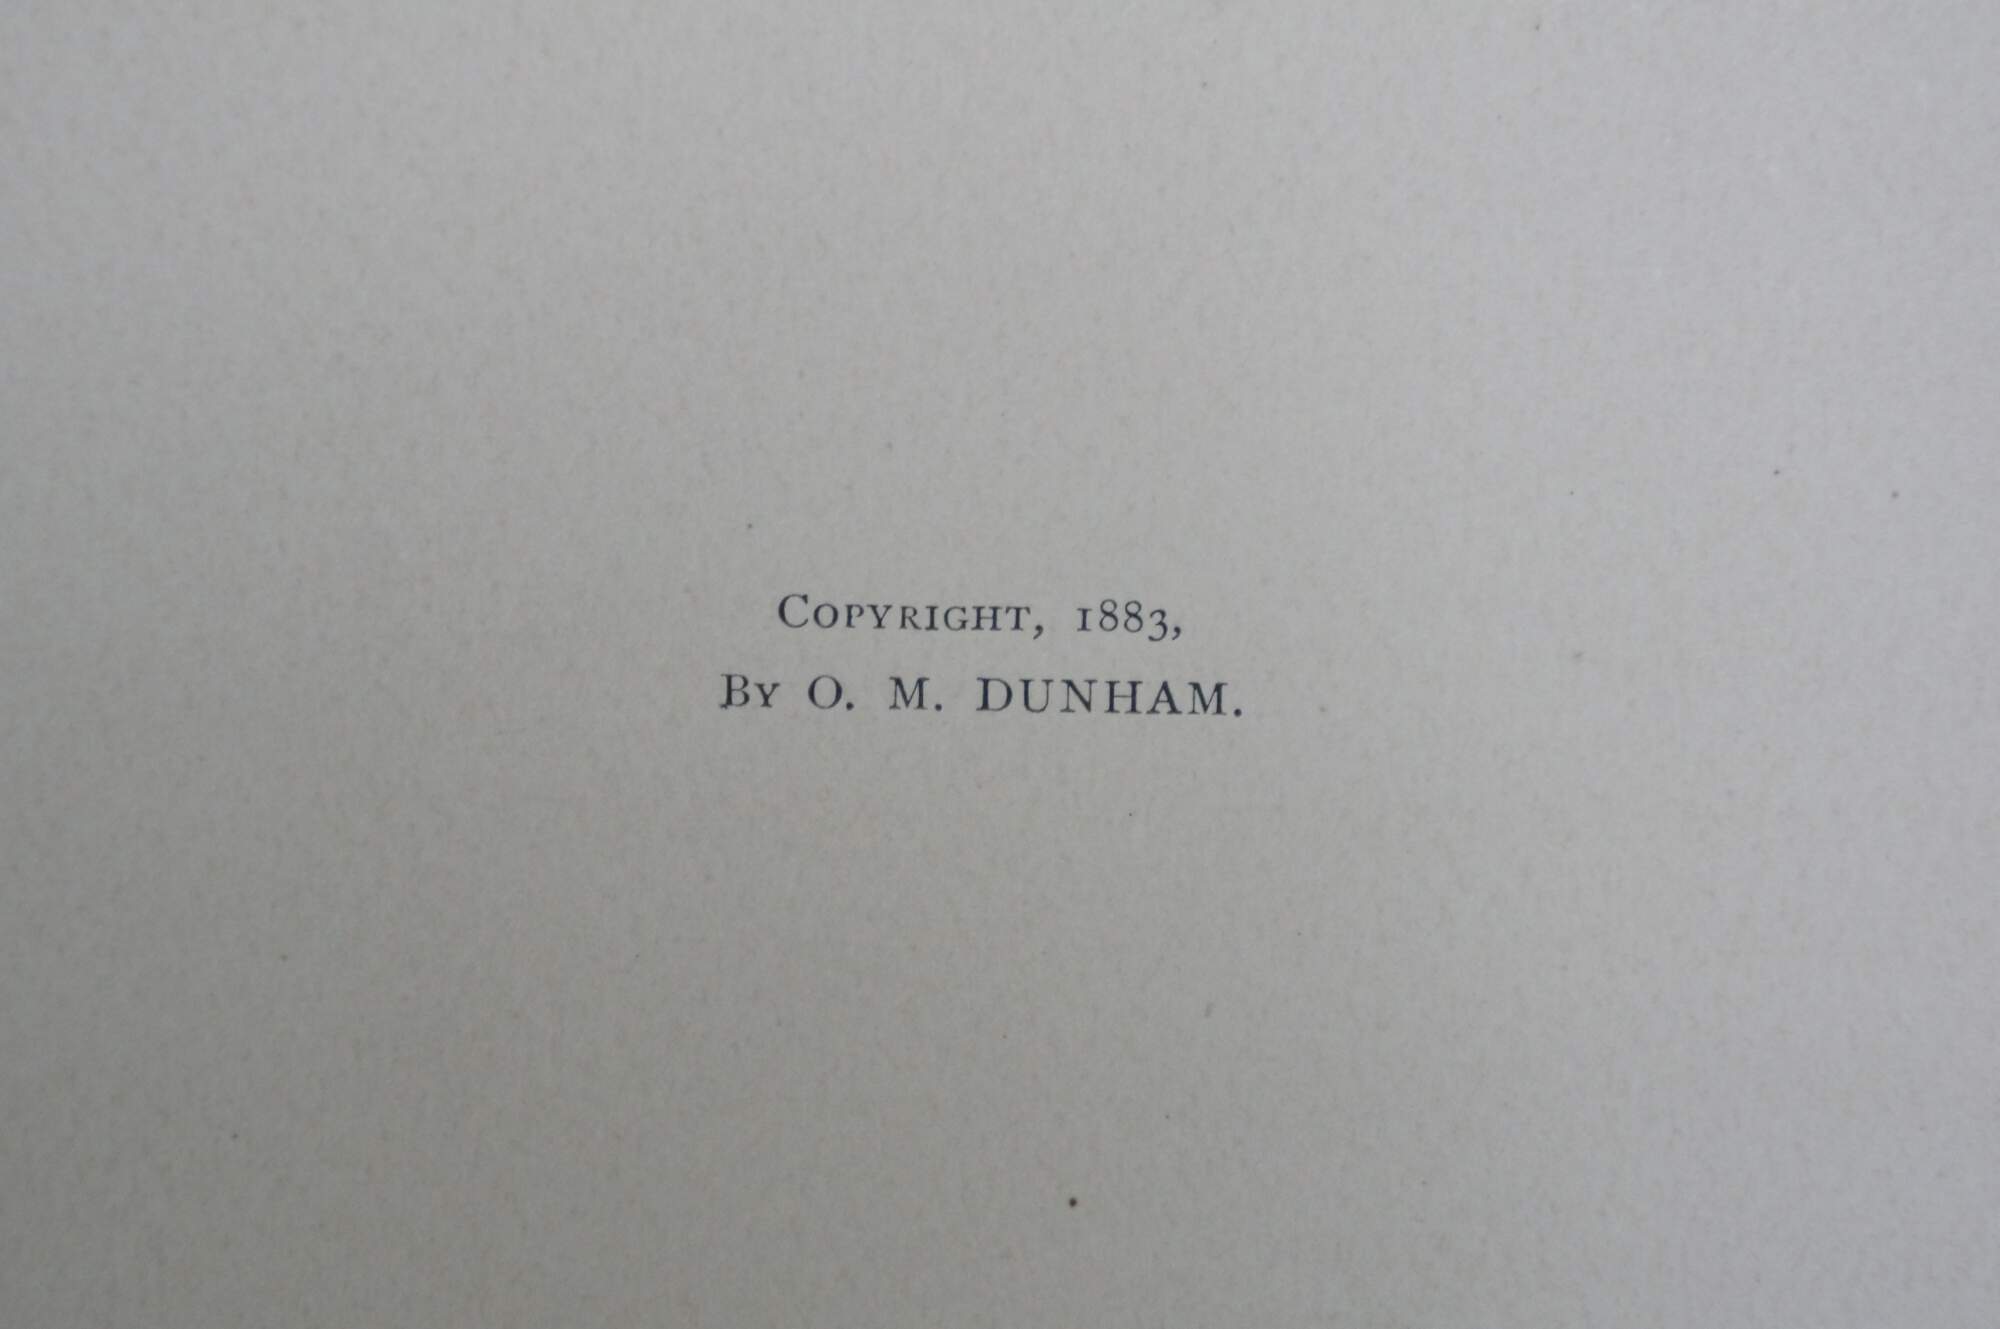 Copyright, 1883,
By O. M. DUNHAM.